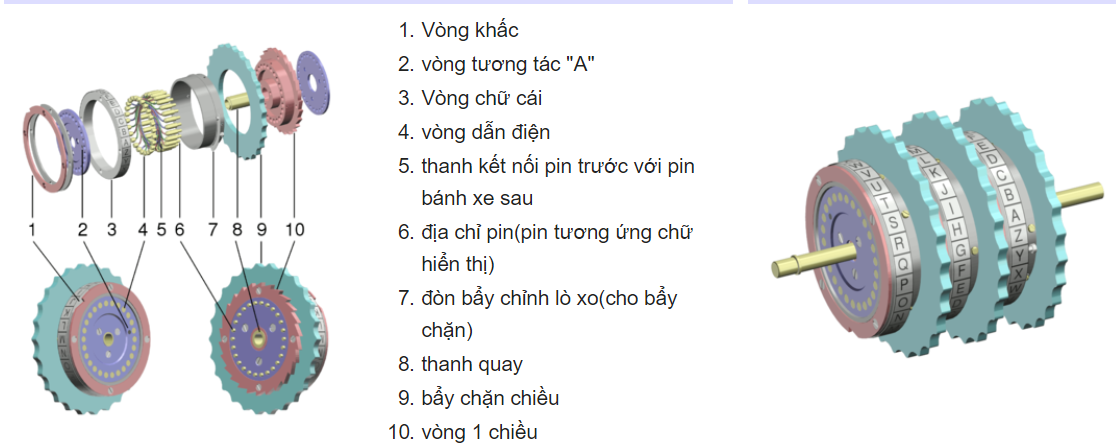 1. Vòng khấc
2. vòng tương tác "A"
3. Vòng chữ cái
4. vòng dẫn điện
5. thanh kết nối pin trước với pin
bánh xe sau
6. địa chỉ pin(pin tương ứng chữ
hiển thị)
7. đòn bẩy chỉnh lò xo(cho bẩy
chặn)
8. thanh quay
9. bẩy chặn chiều
10. vòng 1 chiều
1 2 3 4 5 6 7 8 9 10
W V U T S R Q P O N
L K J I H G F E D
E D C B A Z Y X W